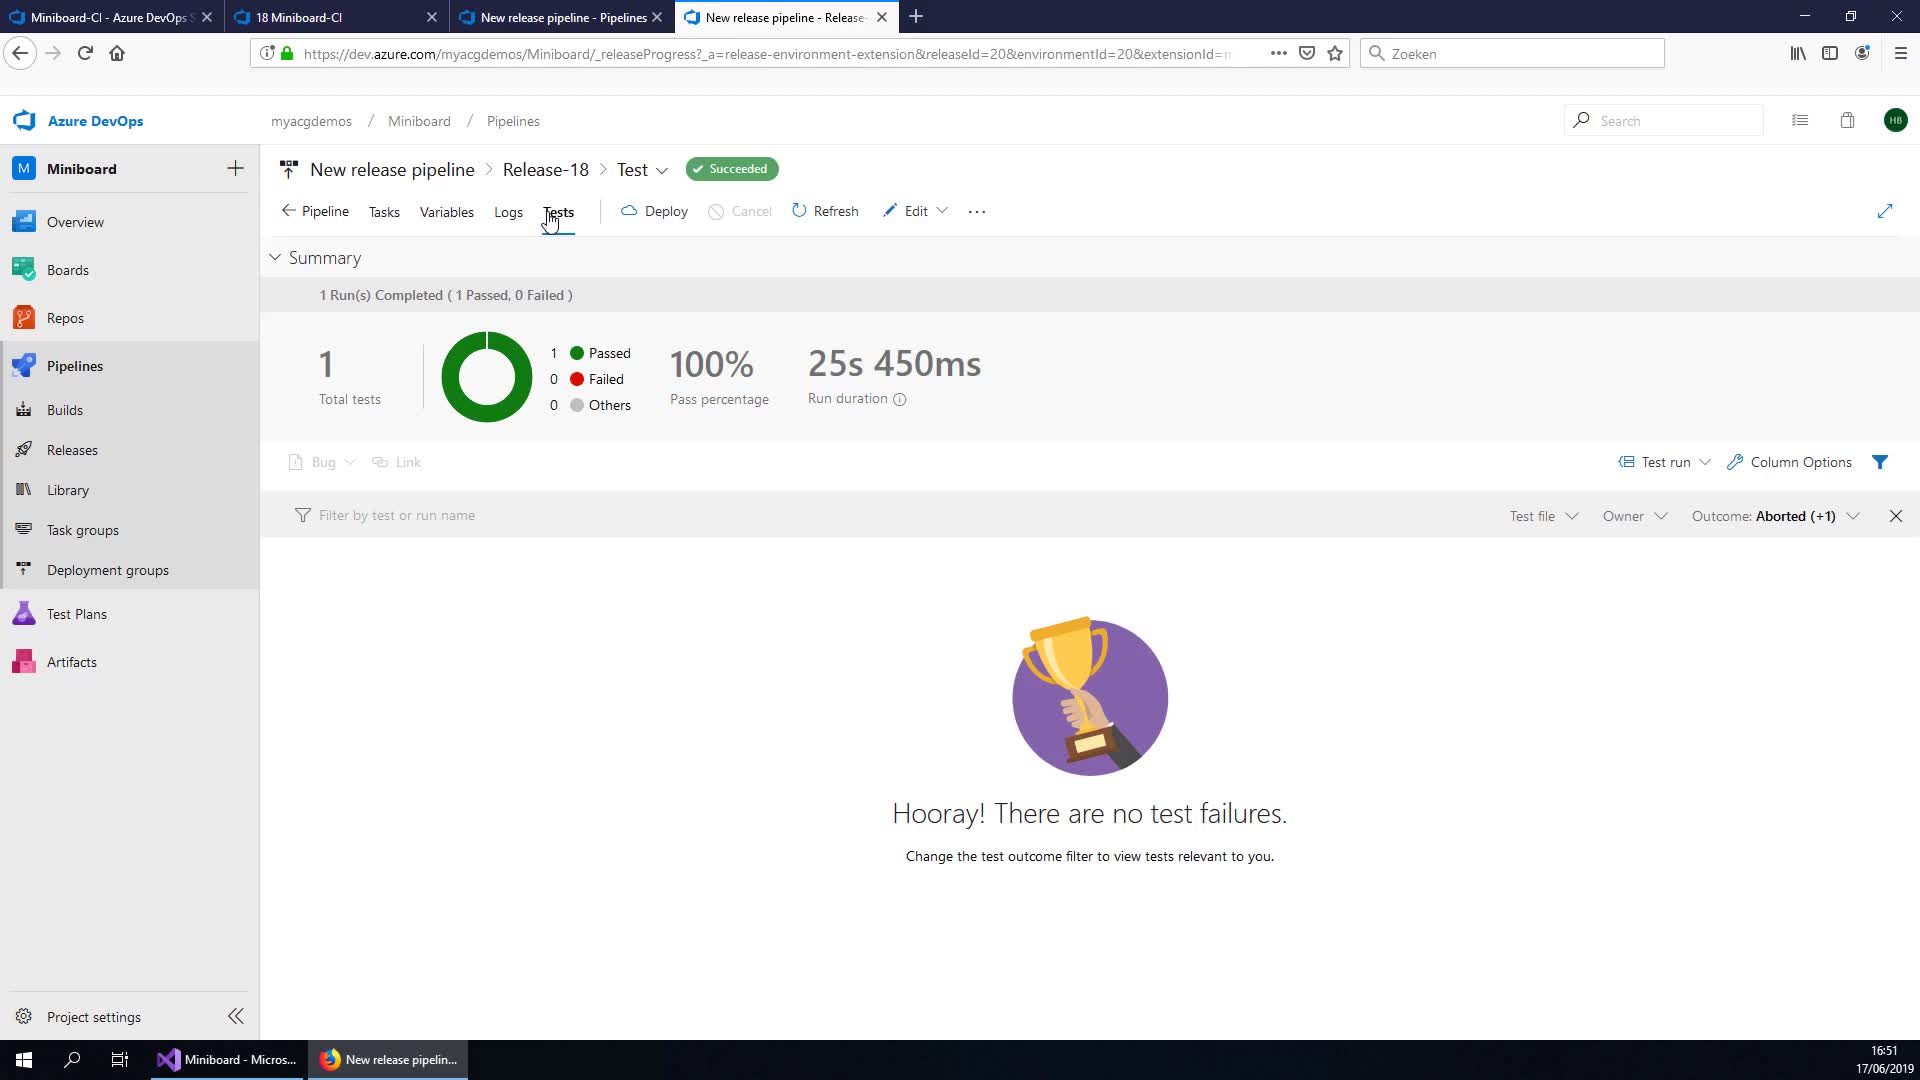 Miniboard-CI - Azure DevOps S
18 Miniboard-CI
New release pipeline - Pipelines
New release pipeline - Release-
https://dev.azure.com/myacgdemos/Miniboard/_releaseProgress?_a=release-environment-extension&releaseId=20&environmentId=20&extensionId=m
Zoeken
Azure DevOps
myacgdemos / Miniboard / Pipelines
Search
HB
M Miniboard
New release pipeline > Release-18 > Test
Succeeded
Pipeline Tasks Variables Logs Tests Deploy Cancel Refresh Edit
Overview
Boards
Repos
Pipelines
Builds
Releases
Library
Task groups
Deployment groups
Test Plans
Artifacts
Project settings
Summary
1 Run(s) Completed ( 1 Passed, 0 Failed )
1
Total tests
1 Passed
0 Failed
0 Others
100%
Pass percentage
25s 450ms
Run duration
Bug Link
Test run Column Options
Filter by test or run name
Test file Owner Outcome: Aborted (+1)
Hooray! There are no test failures.
Change the test outcome filter to view tests relevant to you.
Miniboard - Micros...
New release pipelin...
16:51
17/06/2019